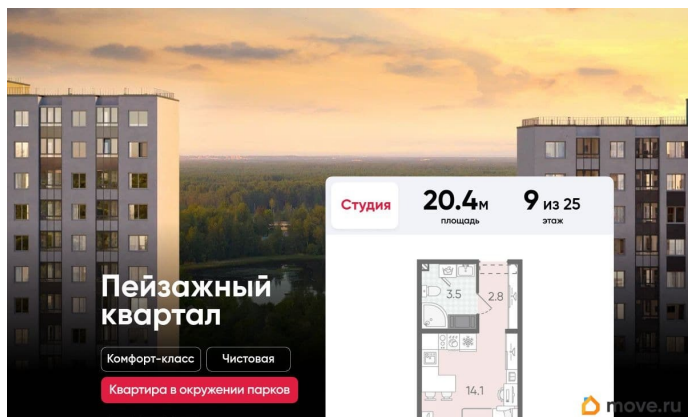 Студия
20.4м
площадь
9 из 25
этаж
3.5
2.8
Пейзажный
квартал
Комфорт-класс
Чистовая
Квартира в окружении парков
14.1
move.ru